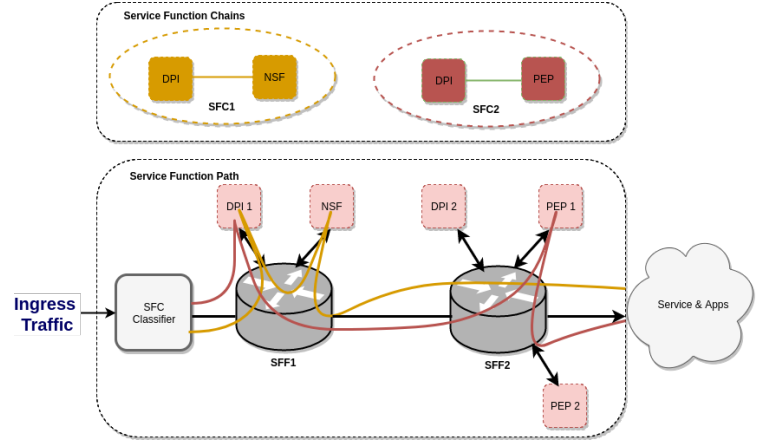 Service Function Chains
DPI
NSF
SFC1
DPI
PEP
SFC2
Service Function Path
DPI 1
NSF
DPI 2
PEP 1
Ingress
Traffic
SFC
Classifier
SFF1
SFF2
Service & Apps
PEP 2